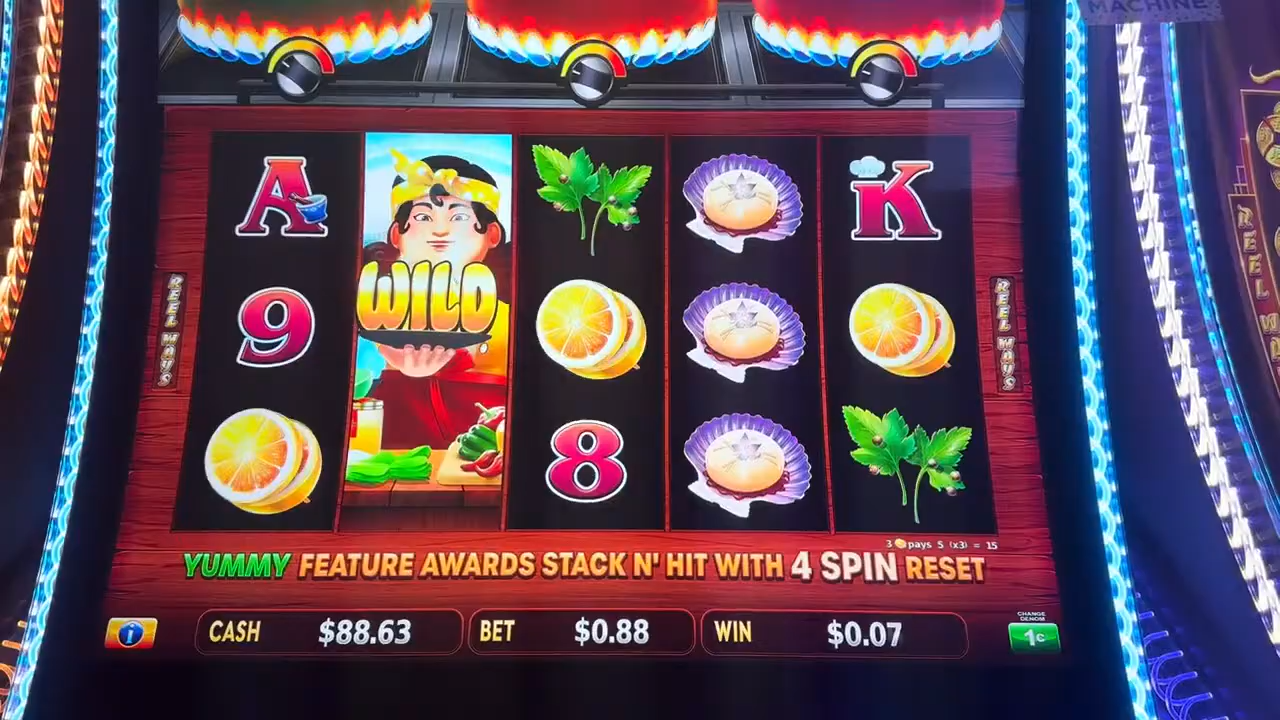 MACHINE
A
K
WILD
REEL WAYS
9
REEL WAYS
REEL
8
3 pays 5 (x3) = 15
YUMMY FEATURE AWARDS STACK N' HIT WITH 4 SPIN RESET
CHANGE
DENOM
i CASH $88.63 BET $0.88 WIN $0.07 1¢